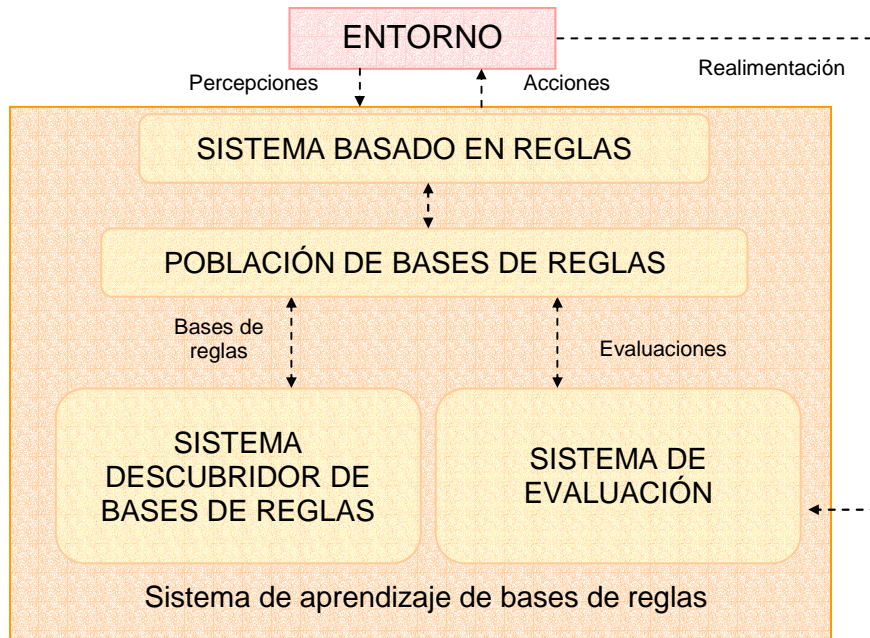 ENTORNO
Realimentación
Percepciones
Acciones
SISTEMA BASADO EN REGLAS
POBLACIÓN DE BASES DE REGLAS
Bases de
reglas
Evaluaciones
SISTEMA
DESCUBRIDOR DE
BASES DE REGLAS
SISTEMA DE
EVALUACIÓN
Sistema de aprendizaje de bases de reglas